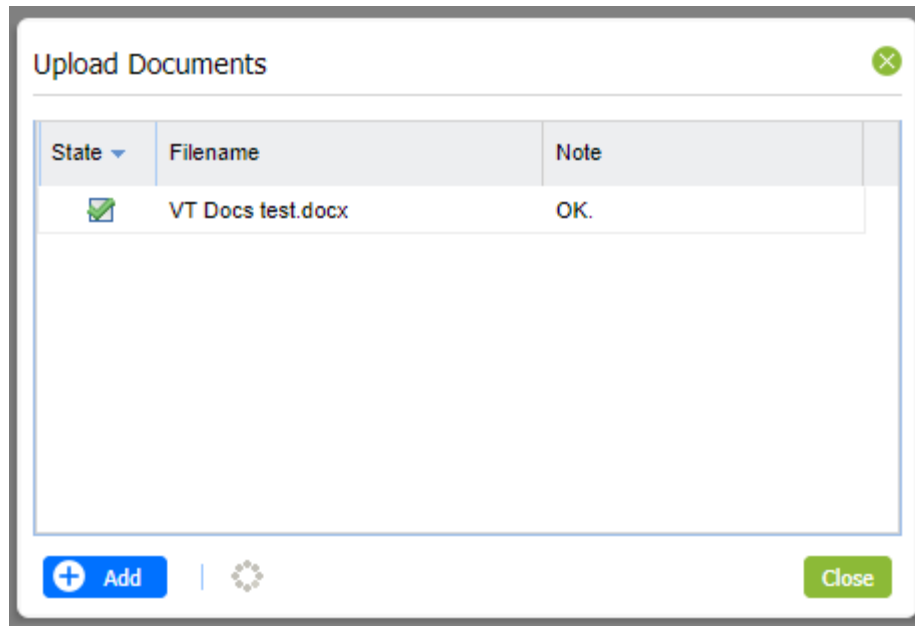 Upload Documents
State Filename Note
VT Docs test.docx OK.
Add Close